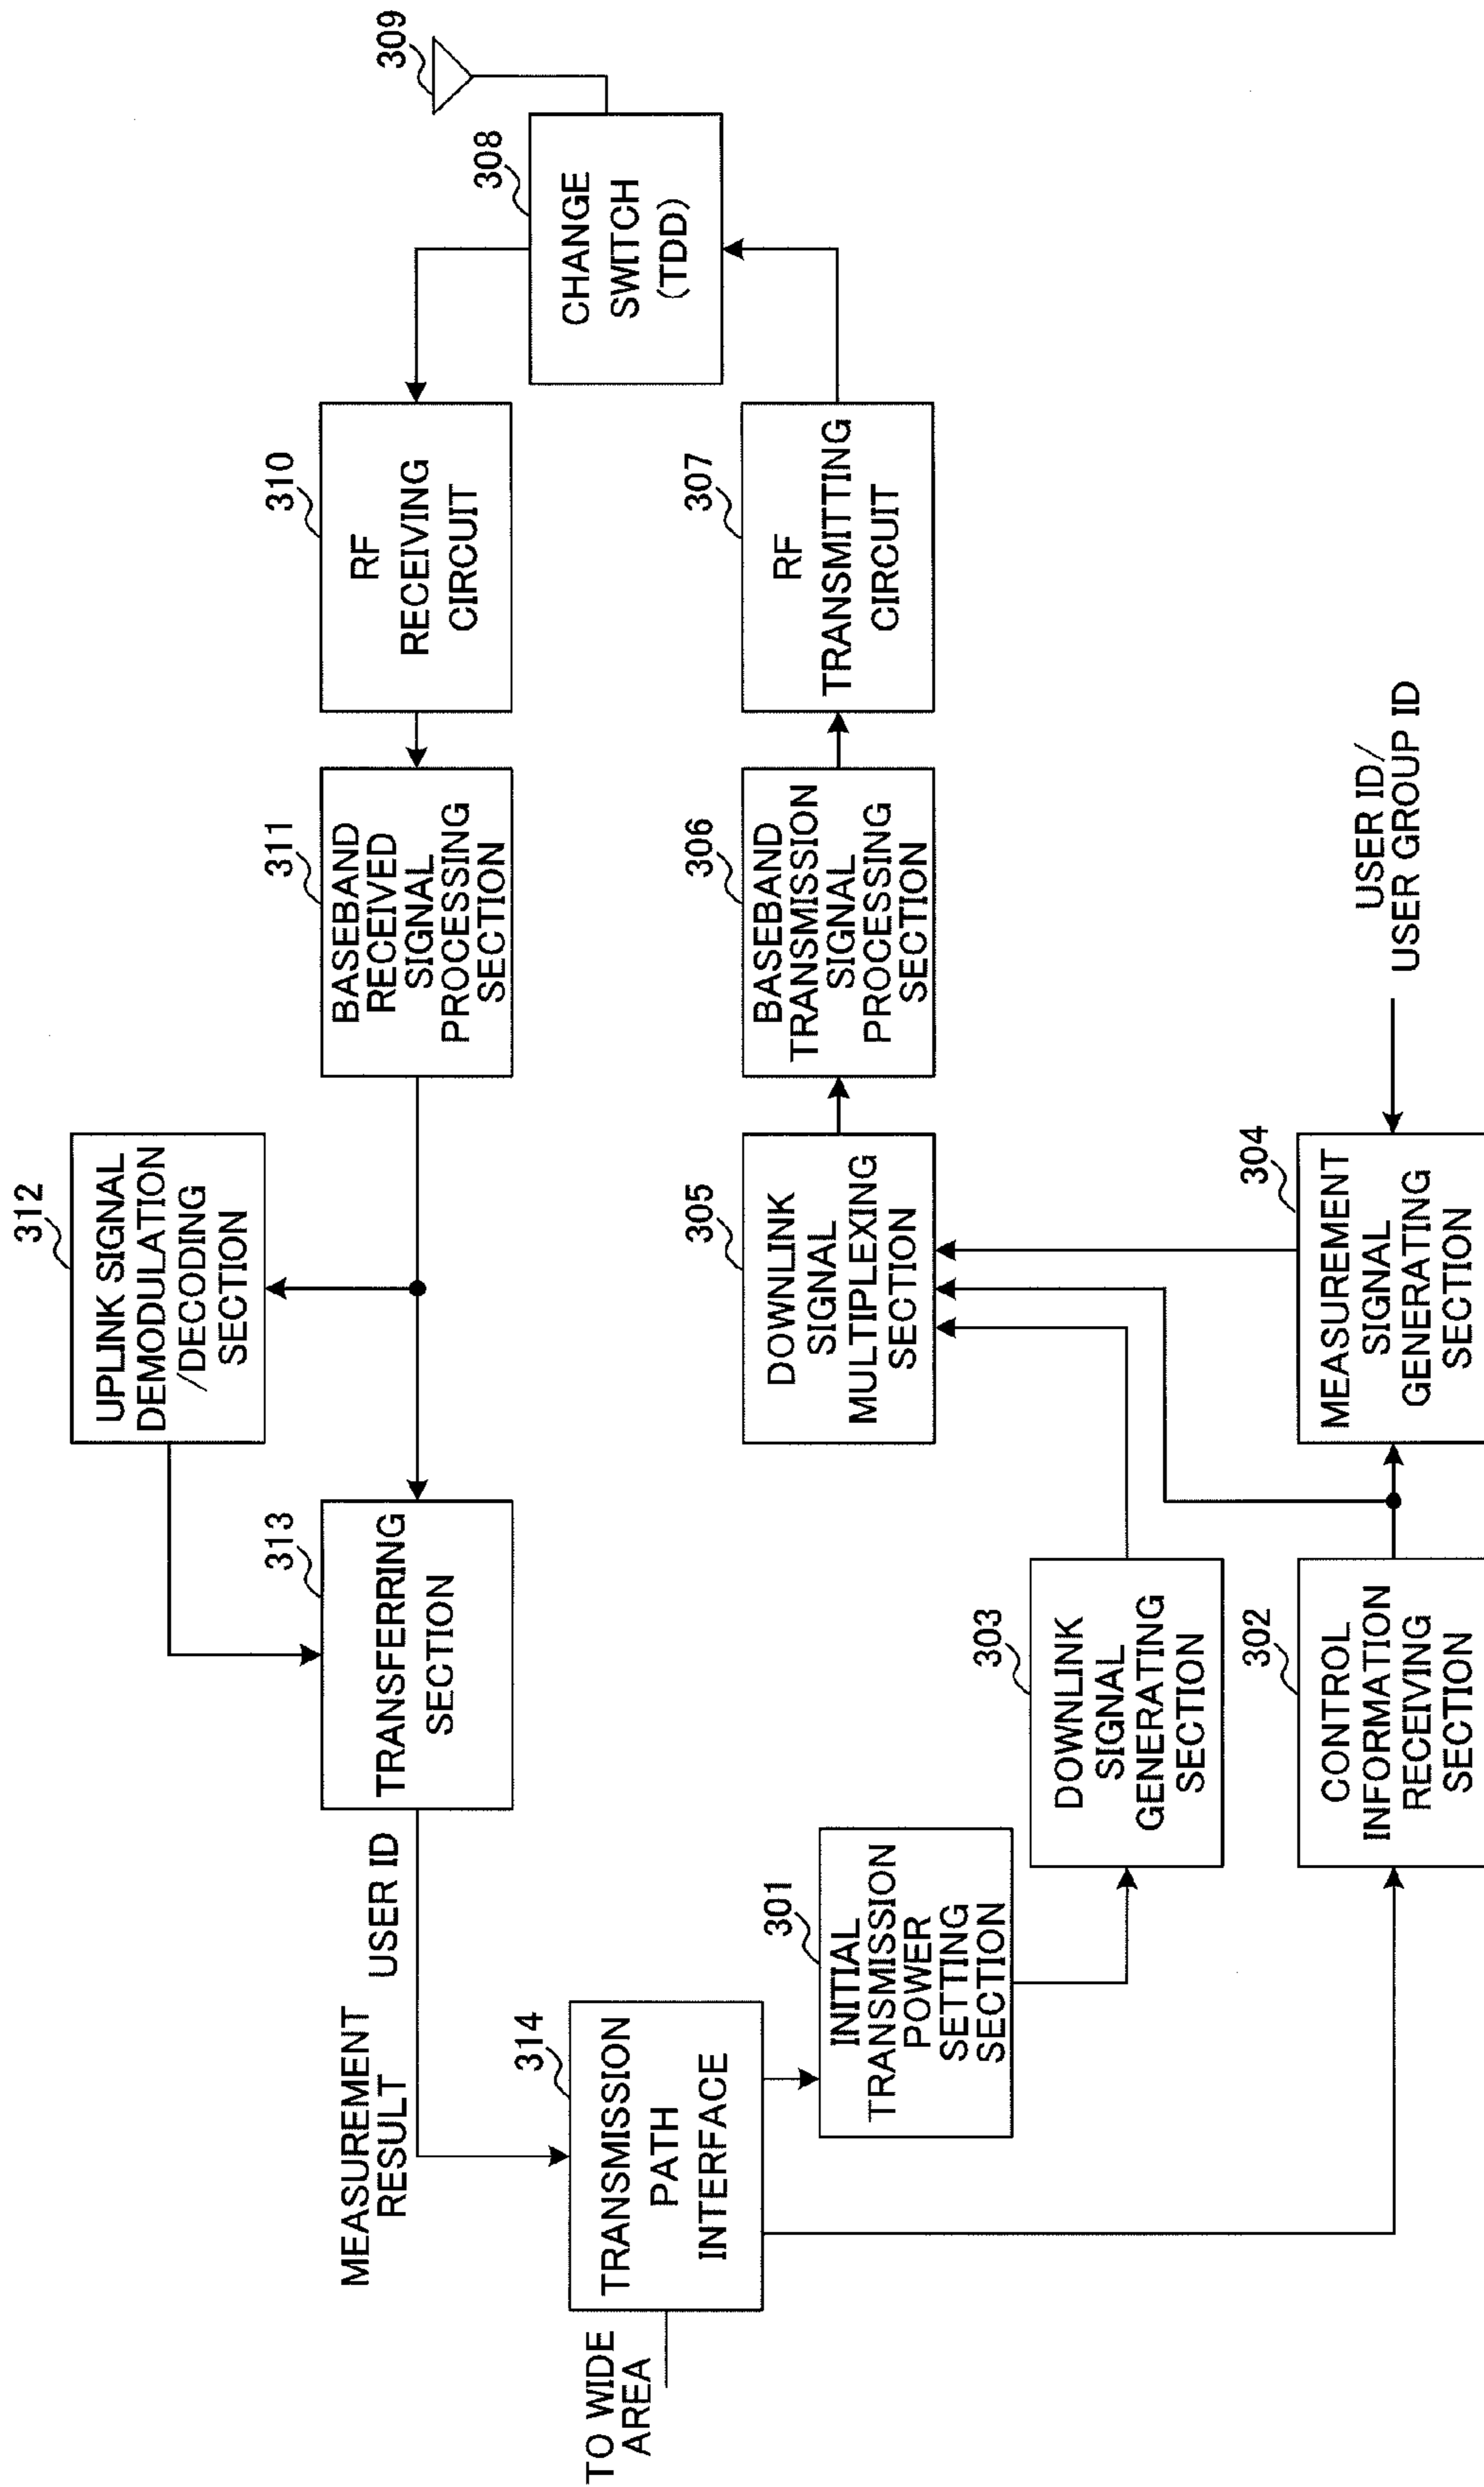 309
308
CHANGE
SWITCH
(TDD)
310
RF
RECEIVING
CIRCUIT
307
RF
TRANSMITTING
CIRCUIT
311
BASEBAND
RECEIVED
SIGNAL
PROCESSING
SECTION
306
BASEBAND
TRANSMISSION
SIGNAL
PROCESSING
SECTION
312
UPLINK SIGNAL
DEMODULATION
/DECODING
SECTION
305
DOWNLINK
SIGNAL
MULTIPLEXING
SECTION
304
MEASUREMENT
SIGNAL
GENERATING
SECTION
USER ID/
USER GROUP ID
313
TRANSFERRING
SECTION
303
DOWNLINK
SIGNAL
GENERATING
SECTION
302
CONTROL
INFORMATION
RECEIVING
SECTION
MEASUREMENT
RESULT
USER ID
301
INITIAL
TRANSMISSION
POWER
SETTING
SECTION
314
TRANSMISSION
PATH
INTERFACE
TO WIDE
AREA